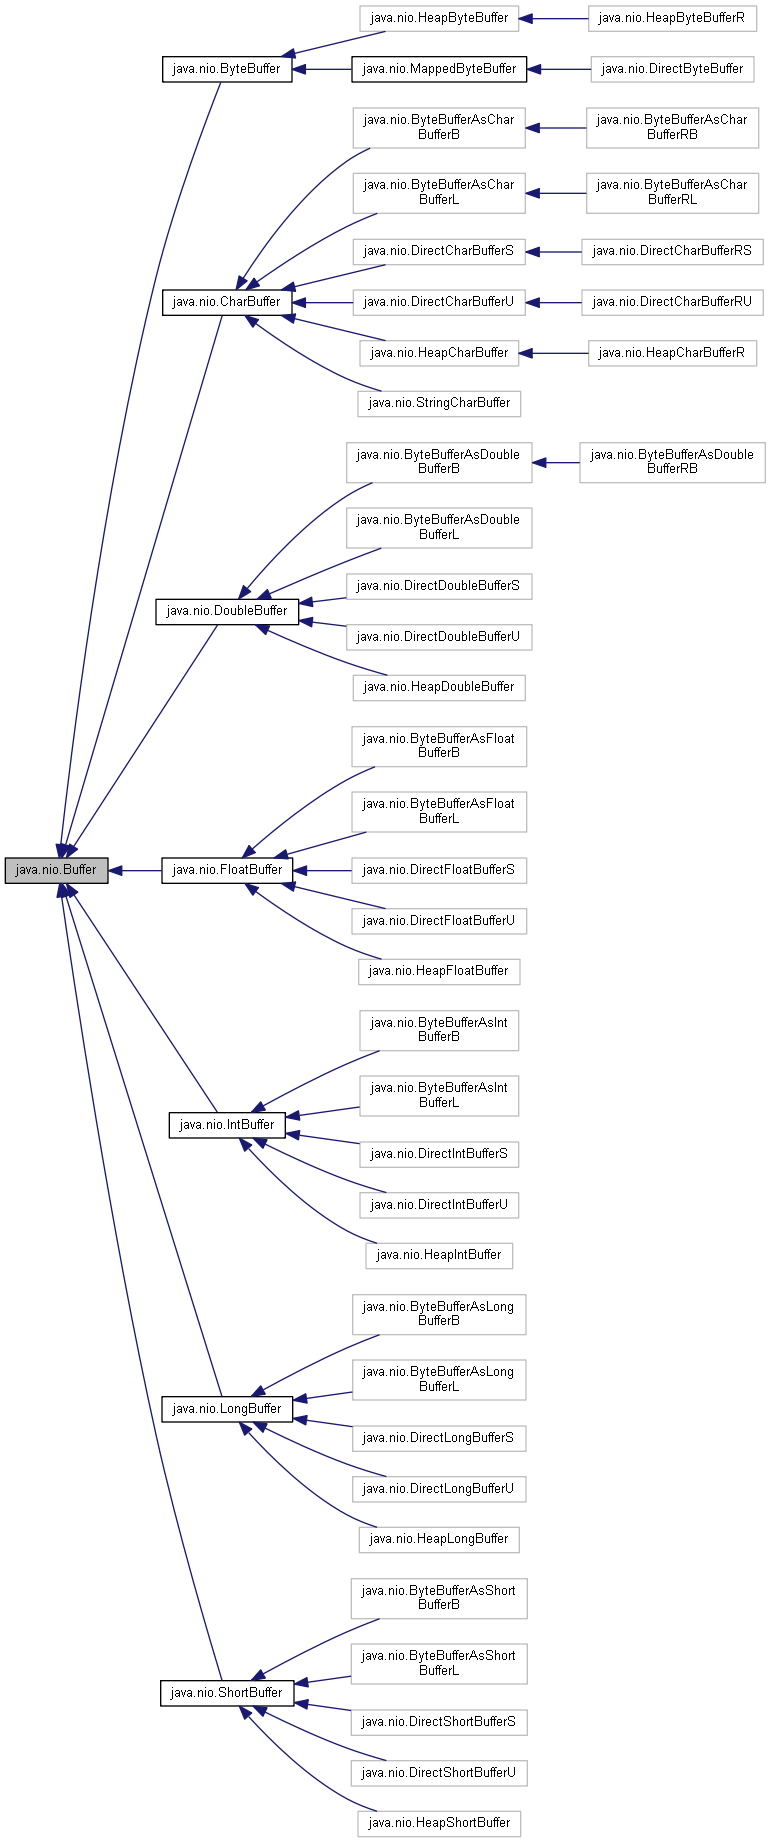 java.nio.HeapByteBuffer
java.nio.HeapByteBufferR
java.nio.ByteBuffer
java.nio.MappedByteBuffer
java.nio.DirectByteBuffer
java.nio.ByteBufferAsChar
BufferB
java.nio.ByteBufferAsChar
BufferRB
java.nio.ByteBufferAsChar
BufferL
java.nio.ByteBufferAsChar
BufferRL
java.nio.DirectCharBufferS
java.nio.DirectCharBufferRS
java.nio.CharBuffer
java.nio.DirectCharBufferU
java.nio.DirectCharBufferRU
java.nio.HeapCharBuffer
java.nio.HeapCharBufferR
java.nio.StringCharBuffer
java.nio.ByteBufferAsDouble
BufferB
java.nio.ByteBufferAsDouble
BufferRB
java.nio.ByteBufferAsDouble
BufferL
java.nio.DirectDoubleBufferS
java.nio.DoubleBuffer
java.nio.DirectDoubleBufferU
java.nio.HeapDoubleBuffer
java.nio.ByteBufferAsFloat
BufferB
java.nio.ByteBufferAsFloat
BufferL
java.nio.Buffer
java.nio.FloatBuffer
java.nio.DirectFloatBufferS
java.nio.DirectFloatBufferU
java.nio.HeapFloatBuffer
java.nio.ByteBufferAsInt
BufferB
java.nio.ByteBufferAsInt
BufferL
java.nio.IntBuffer
java.nio.DirectIntBufferS
java.nio.DirectIntBufferU
java.nio.HeapIntBuffer
java.nio.ByteBufferAsLong
BufferB
java.nio.ByteBufferAsLong
BufferL
java.nio.LongBuffer
java.nio.DirectLongBufferS
java.nio.DirectLongBufferU
java.nio.HeapLongBuffer
java.nio.ByteBufferAsShort
BufferB
java.nio.ByteBufferAsShort
BufferL
java.nio.ShortBuffer
java.nio.DirectShortBufferS
java.nio.DirectShortBufferU
java.nio.HeapShortBuffer